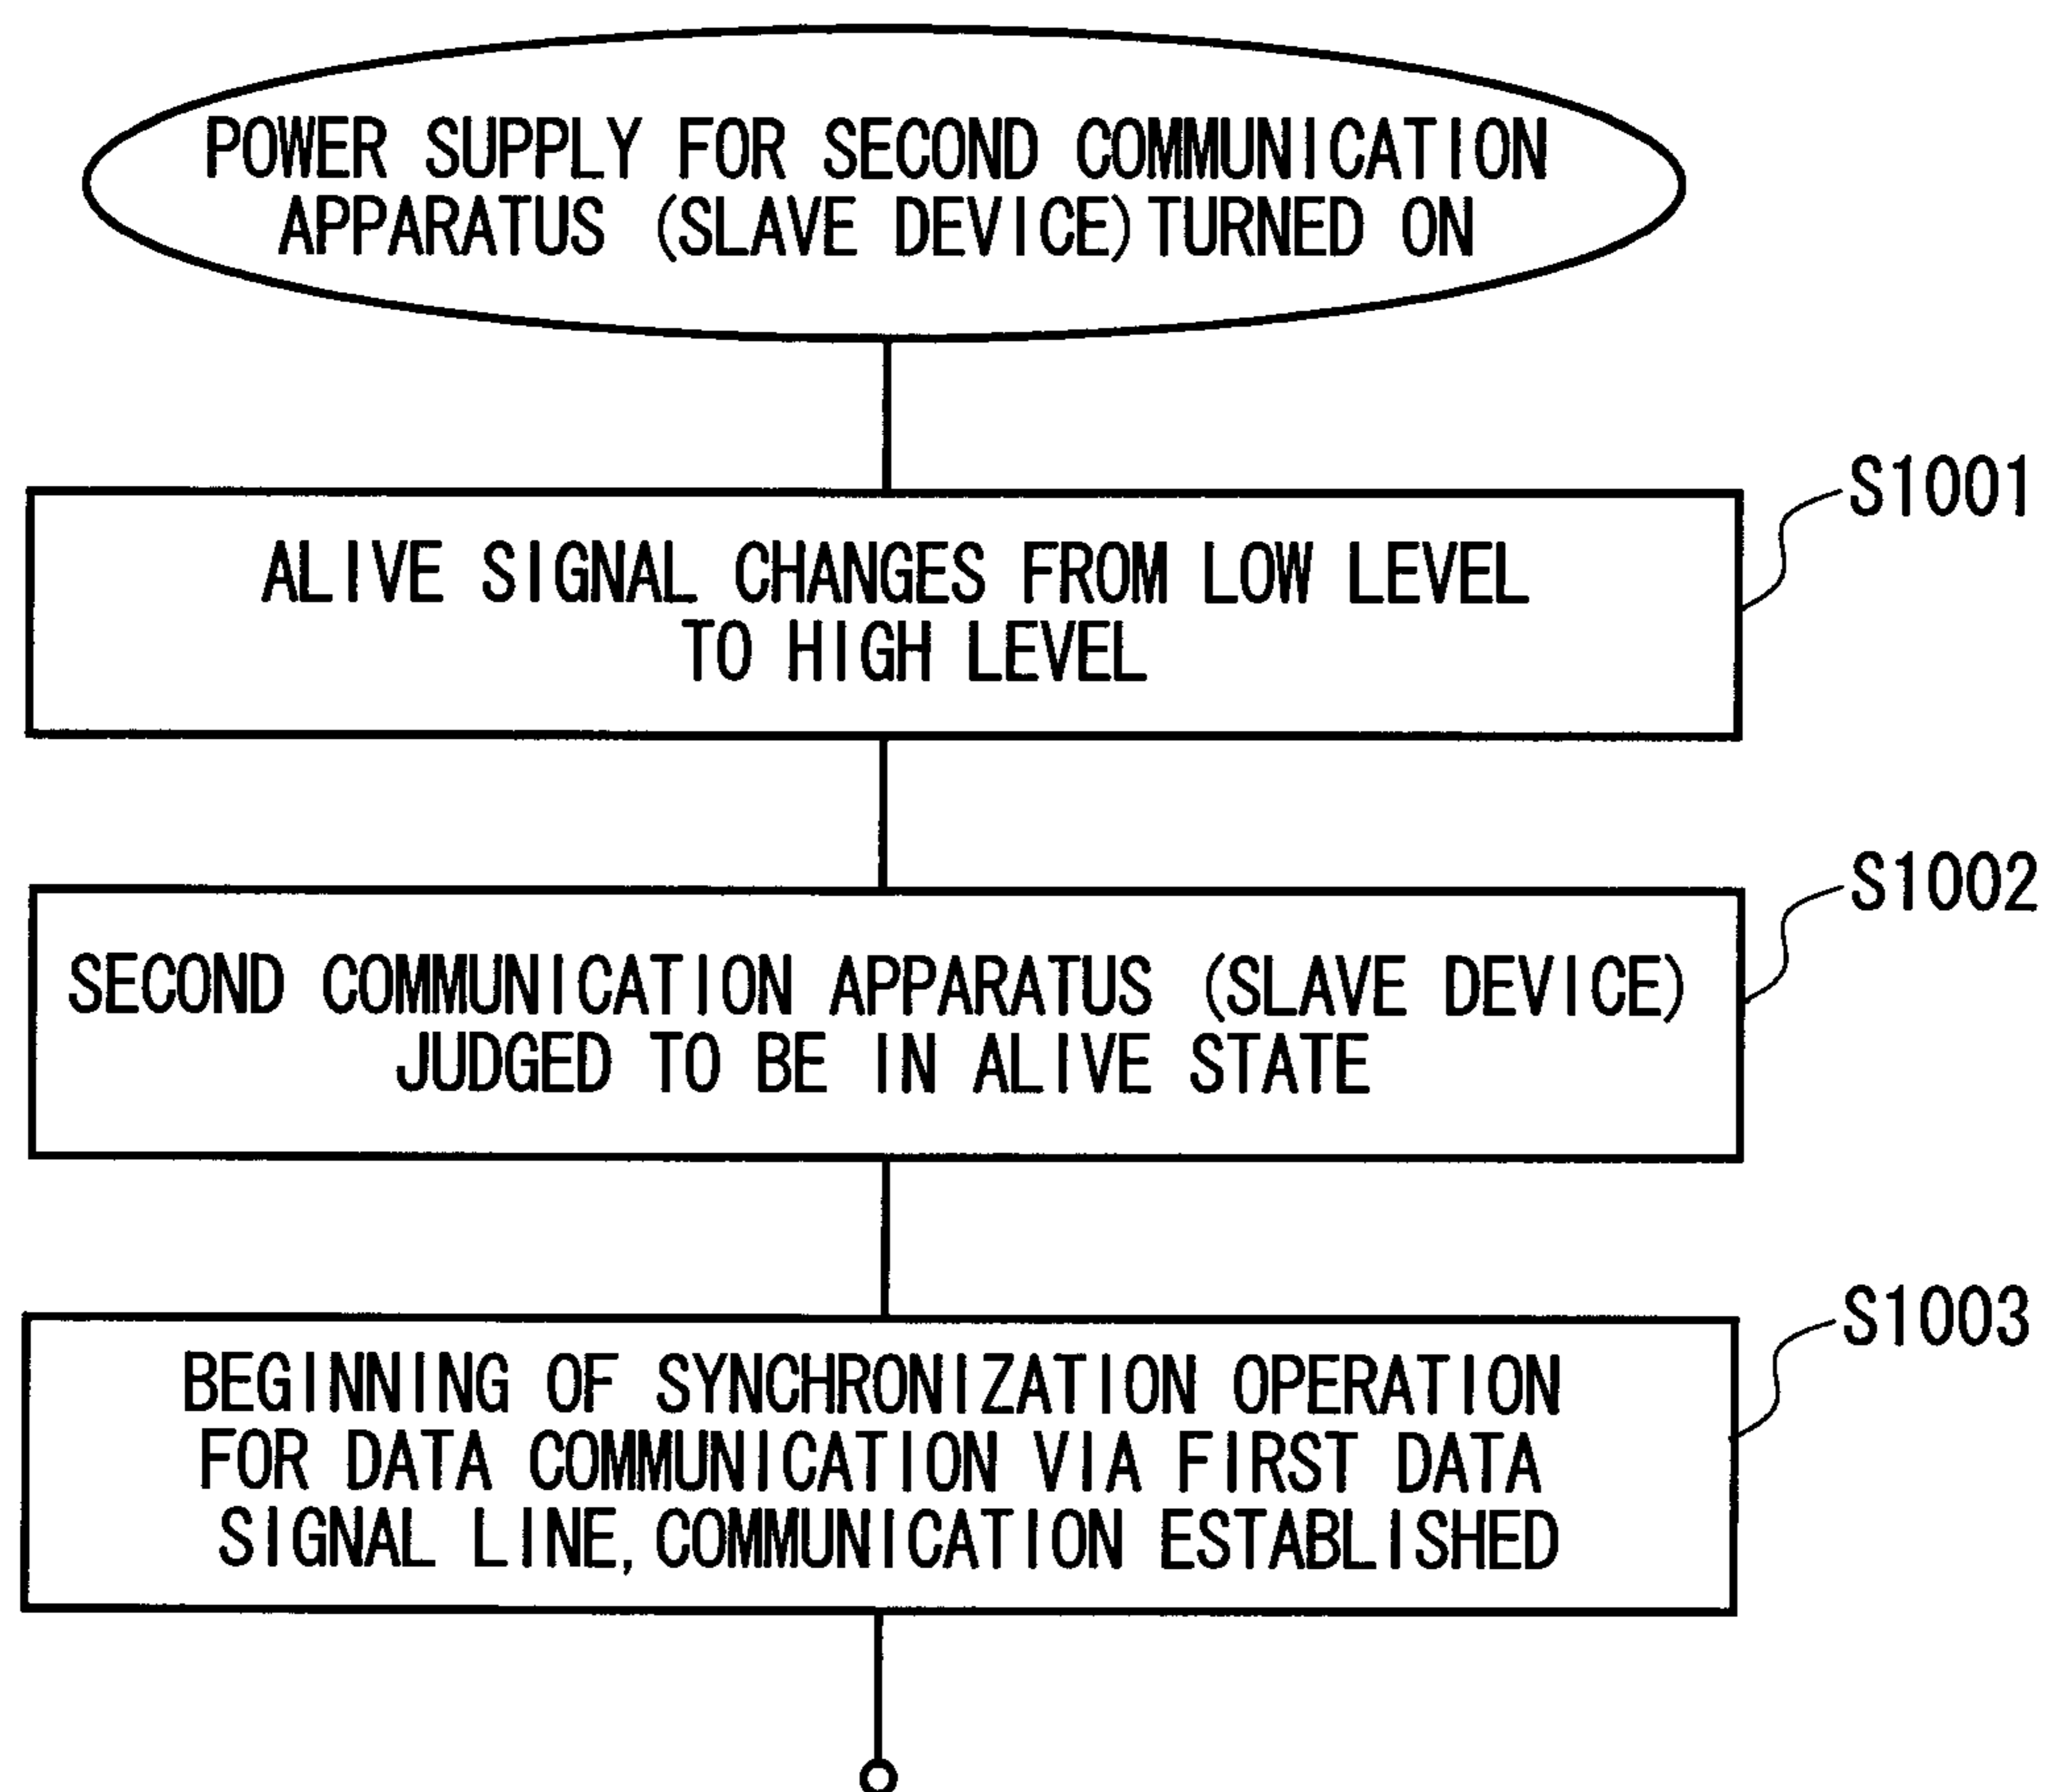 POWER SUPPLY FOR SECOND COMMUNICATION
APPARATUS (SLAVE DEVICE) TURNED ON
S1001
ALIVE SIGNAL CHANGES FROM LOW LEVEL
TO HIGH LEVEL
S1002
SECOND COMMUNICATION APPARATUS (SLAVE DEVICE)
JUDGED TO BE IN ALIVE STATE
S1003
BEGINNING OF SYNCHRONIZATION OPERATION
FOR DATA COMMUNICATION VIA FIRST DATA
SIGNAL LINE, COMMUNICATION ESTABLISHED